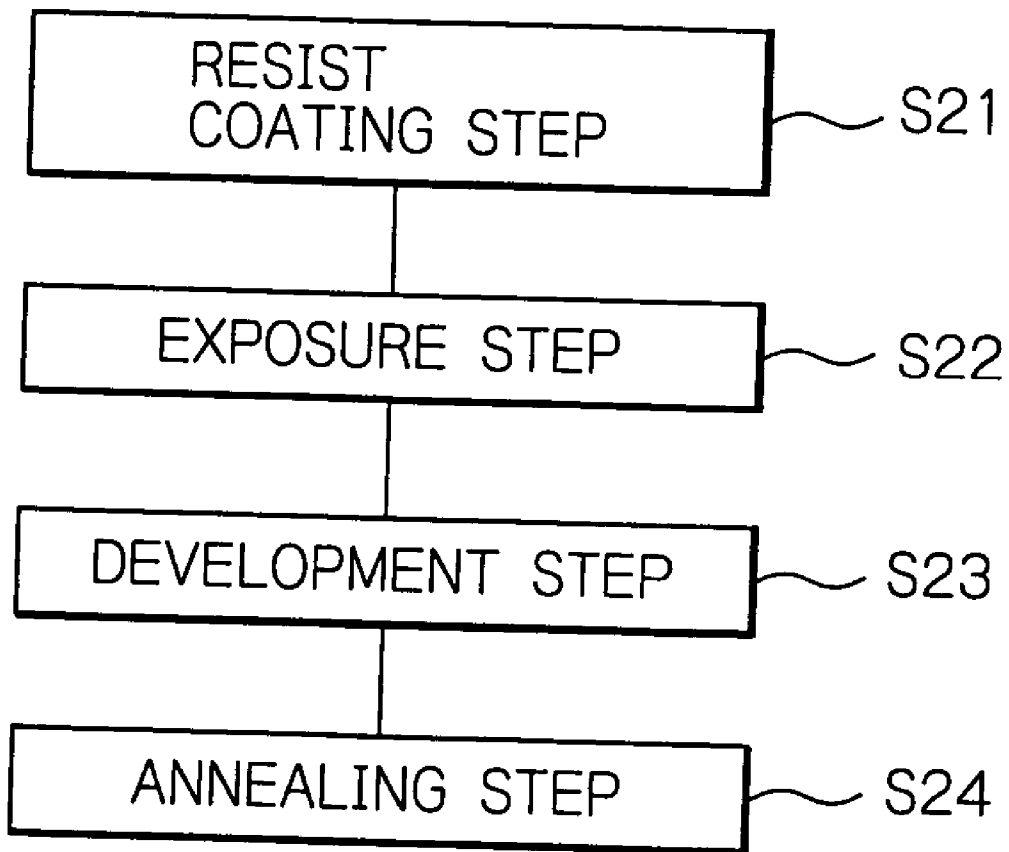 RESIST
COATING STEP
S21
EXPOSURE STEP
S22
DEVELOPMENT STEP
S23
ANNEALING STEP
S24